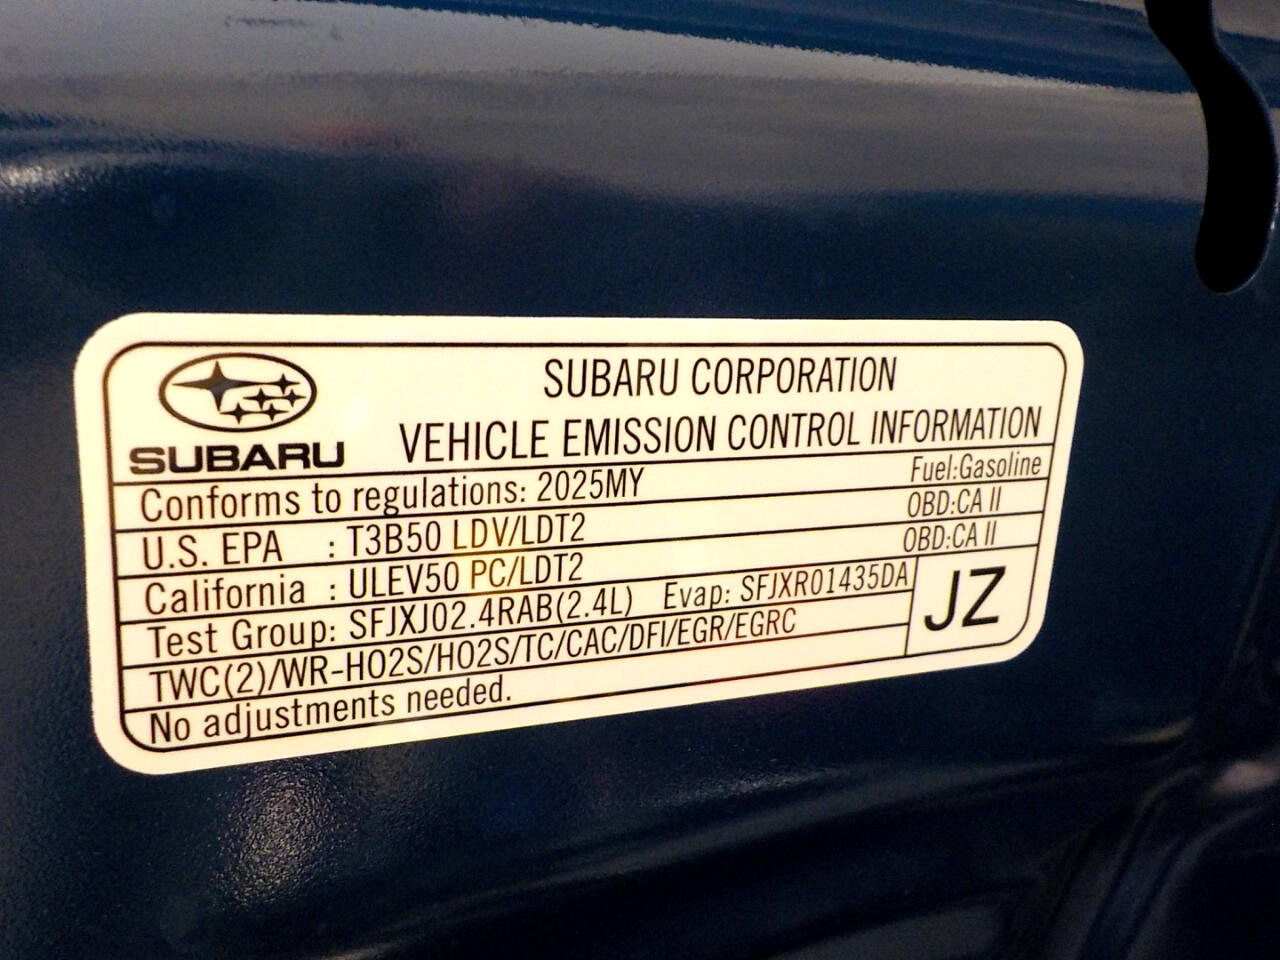 SUBARU
SUBARU CORPORATION
VEHICLE EMISSION CONTROL INFORMATION
Conforms to regulations: 2025MY Fuel:Gasoline
U.S. EPA : T3B50 LDV/LDT2 OBD:CA II
California : ULEV50 PC/LDT2 OBD:CA II
Test Group: SFJXJ02.4RAB(2.4L) Evap: SFJXR01435DA
TWC(2)/WR-HO2S/HO2S/TC/CAC/DFI/EGR/EGRC
No adjustments needed.
JZ